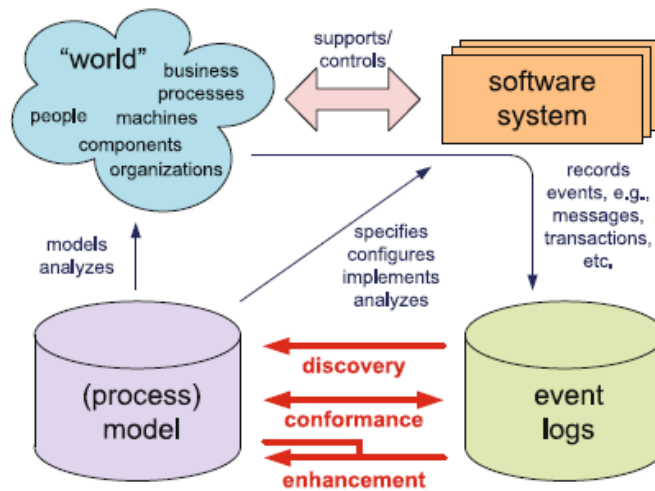 “world”
business
processes
people
machines
components
organizations
supports/
controls
software
system
records
events, e.g.,
messages,
transactions,
etc.
models
analyzes
specifies
configures
implements
analyzes
(process)
model
discovery
conformance
enhancement
event
logs